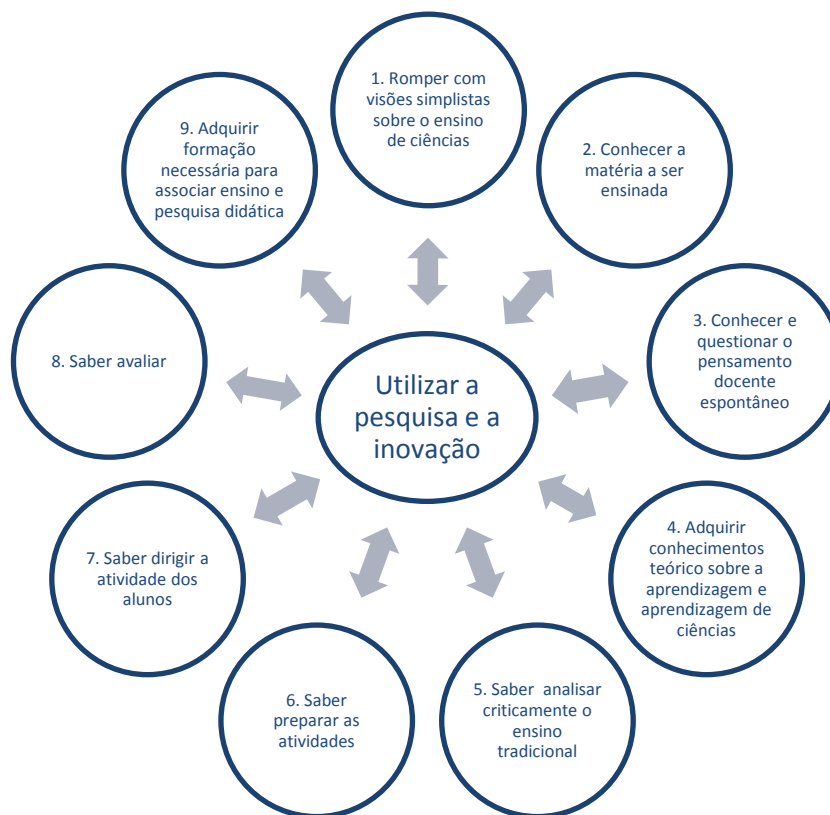 1. Romper com
visões simplistas
sobre o ensino
de ciências
2. Conhecer a
matéria a ser
ensinada
3. Conhecer e
questionar o
pensamento
docente
espontâneo
4. Adquirir
conhecimentos
teórico sobre a
aprendizagem e
aprendizagem de
ciências
5. Saber  analisar
criticamente o
ensino
tradicional
6. Saber
preparar as
atividades
7. Saber dirigir a
atividade dos
alunos
8. Saber avaliar
9. Adquirir
formação
necessária para
associar ensino e
pesquisa didática
Utilizar a
pesquisa e a
inovação